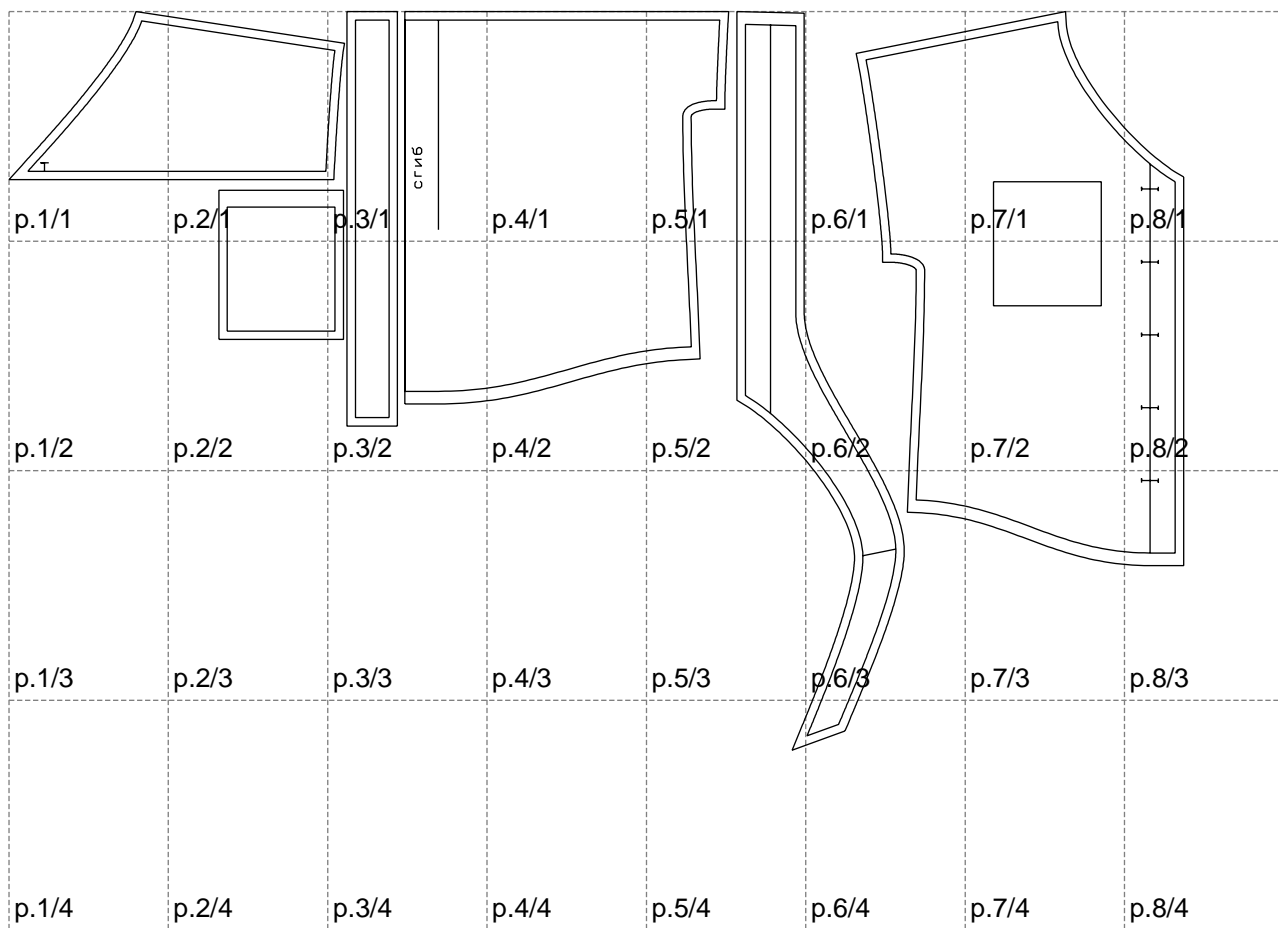 сгиб
T
p.1/1 p.2/1 p.3/1 p.4/1 p.5/1 p.6/1 p.7/1 p.8/1
p.1/2 p.2/2 p.3/2 p.4/2 p.5/2 p.6/2 p.7/2 p.8/2
p.1/3 p.2/3 p.3/3 p.4/3 p.5/3 p.6/3 p.7/3 p.8/3
p.1/4 p.2/4 p.3/4 p.4/4 p.5/4 p.6/4 p.7/4 p.8/4